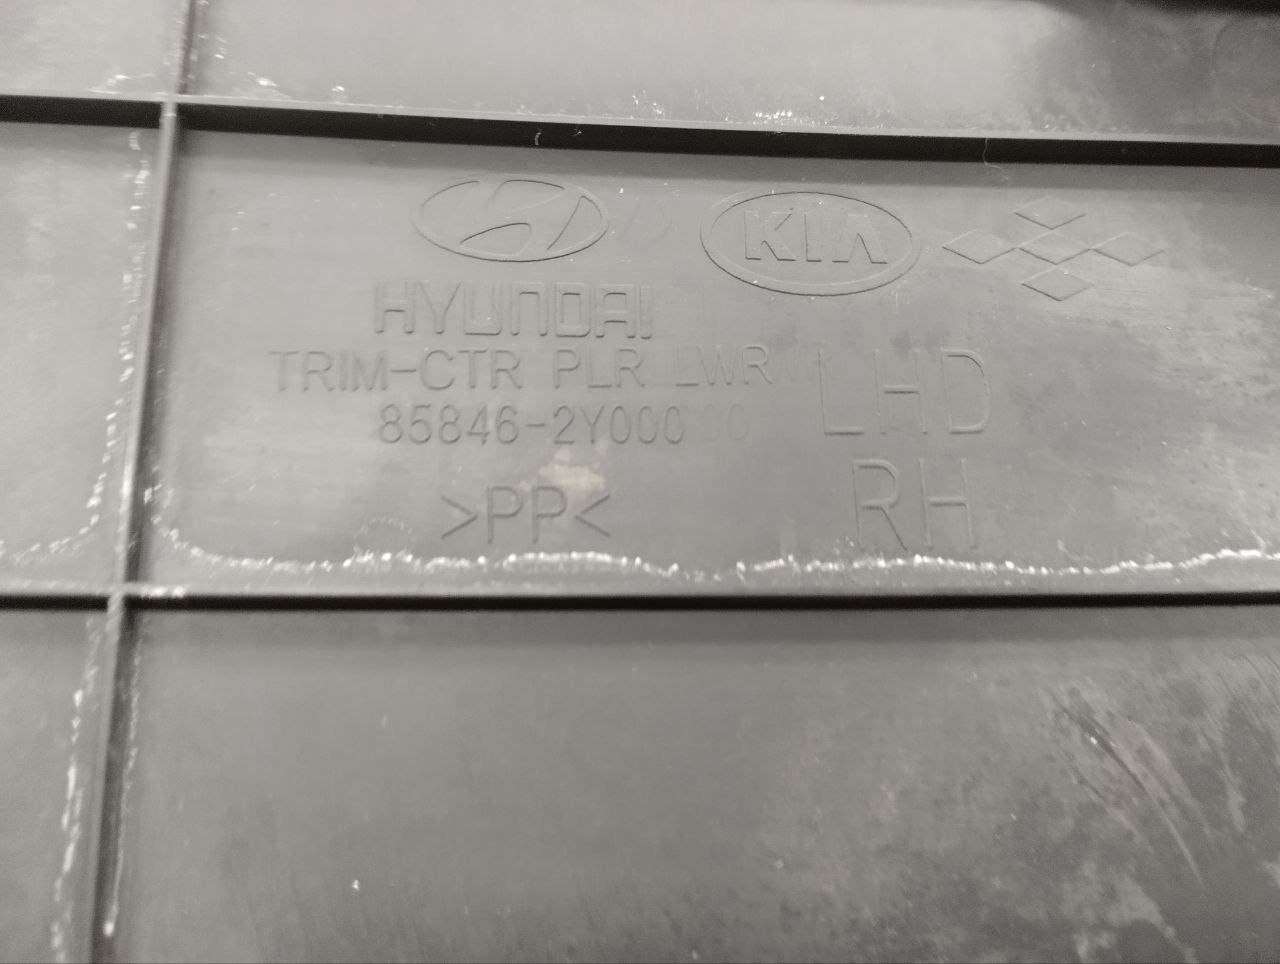 KIA
HYUNDAI
TRIM-CTR PLR LWR
85846-2Y000
LHD
>PP<
RH